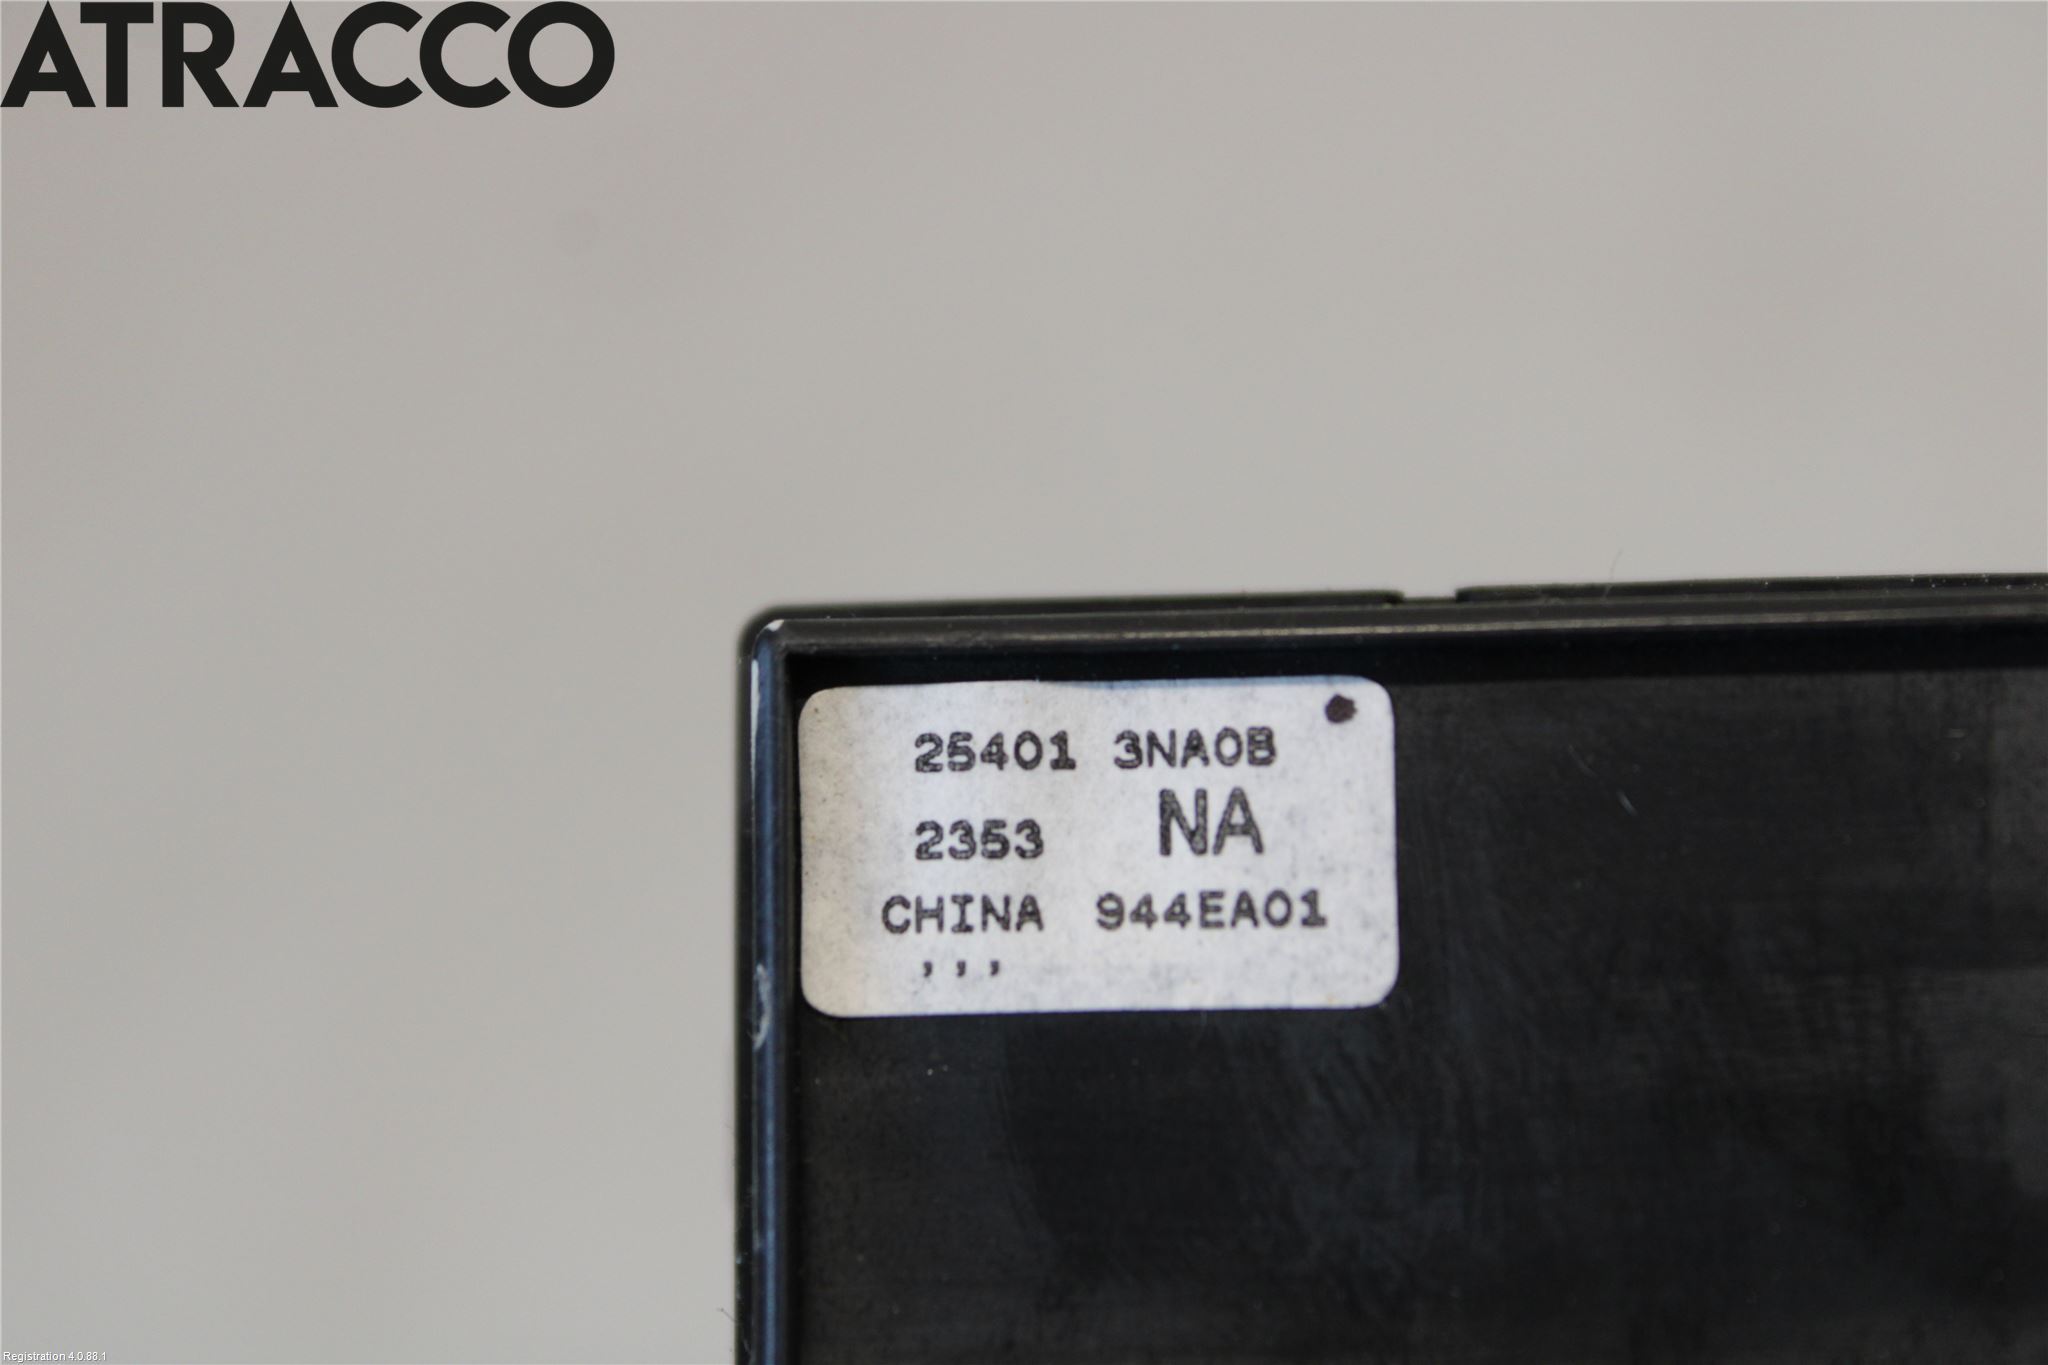 ATRACCO
25401 3NA0B
2353 NA
CHINA 944EA01
,,,
Registration 4.0.88.1